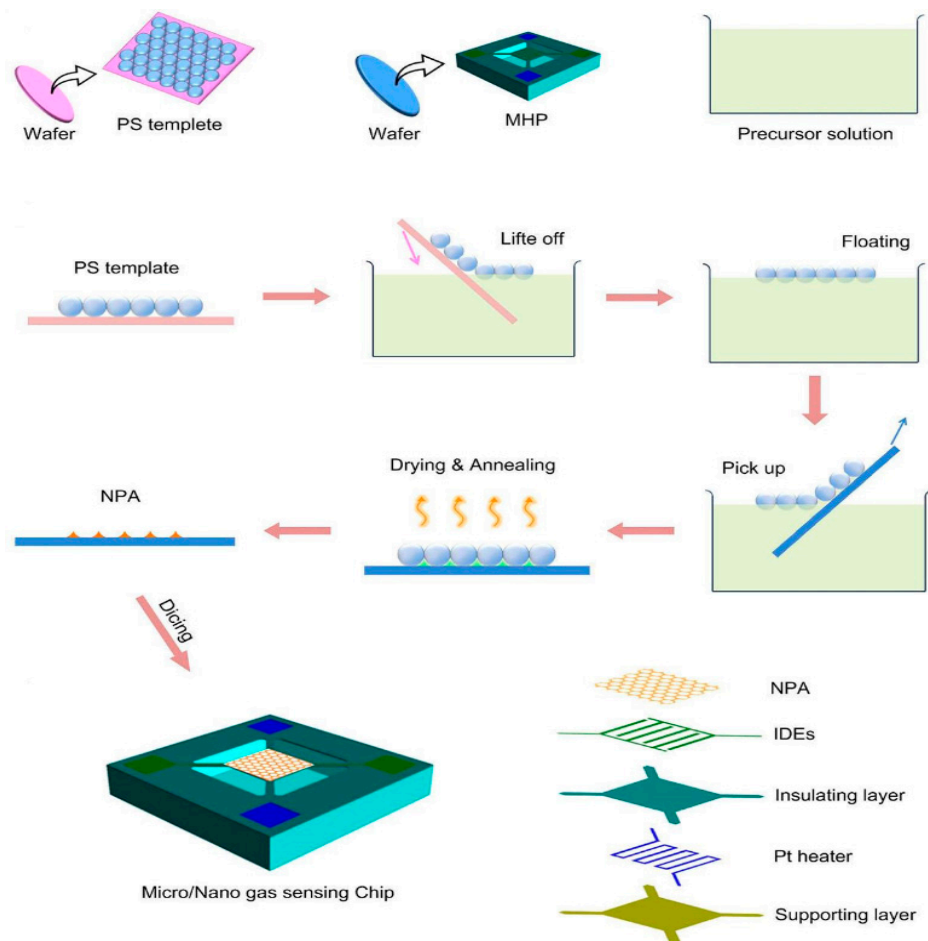 Wafer
PS templete
Wafer
MHP
Precursor solution
PS template
Lifte off
Floating
NPA
Drying & Annealing
Pick up
Dicing
NPA
IDEs
Insulating layer
Pt heater
Supporting layer
Micro/Nano gas sensing Chip